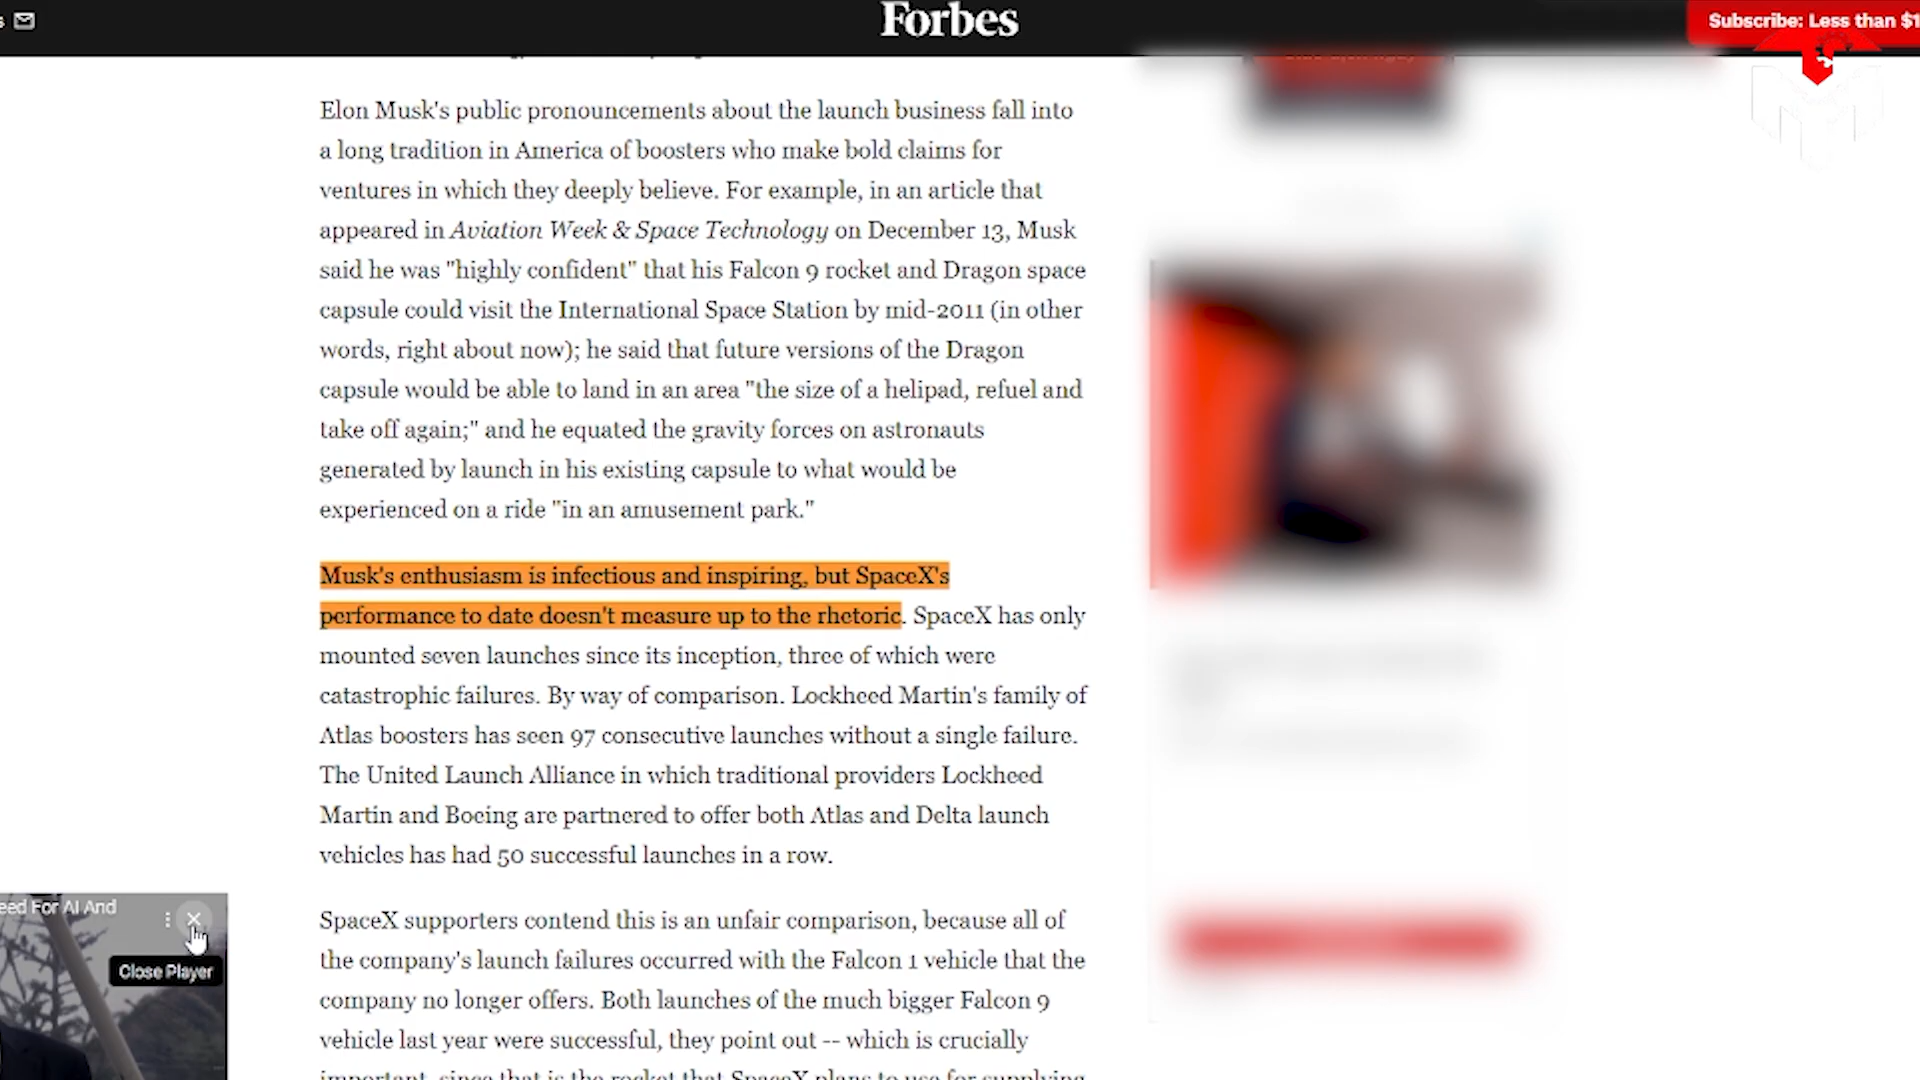 Forbes
Subscribe: Less than $1
Elon Musk's public pronouncements about the launch business fall into
a long tradition in America of boosters who make bold claims for
ventures in which they deeply believe. For example, in an article that
appeared in Aviation Week & Space Technology on December 13, Musk
said he was "highly confident" that his Falcon 9 rocket and Dragon space
capsule could visit the International Space Station by mid-2011 (in other
words, right about now); he said that future versions of the Dragon
capsule would be able to land in an area "the size of a helipad, refuel and
take off again;" and he equated the gravity forces on astronauts
generated by launch in his existing capsule to what would be
experienced on a ride "in an amusement park."
Musk's enthusiasm is infectious and inspiring, but SpaceX's
performance to date doesn't measure up to the rhetoric. SpaceX has only
mounted seven launches since its inception, three of which were
catastrophic failures. By way of comparison. Lockheed Martin's family of
Atlas boosters has seen 97 consecutive launches without a single failure.
The United Launch Alliance in which traditional providers Lockheed
Martin and Boeing are partnered to offer both Atlas and Delta launch
vehicles has had 50 successful launches in a row.
SpaceX supporters contend this is an unfair comparison, because all of
the company's launch failures occurred with the Falcon 1 vehicle that the
company no longer offers. Both launches of the much bigger Falcon 9
vehicle last year were successful, they point out -- which is crucially
important, since that is the rocket that SpaceX plans to use for supplying
eed For AI And
Close Player